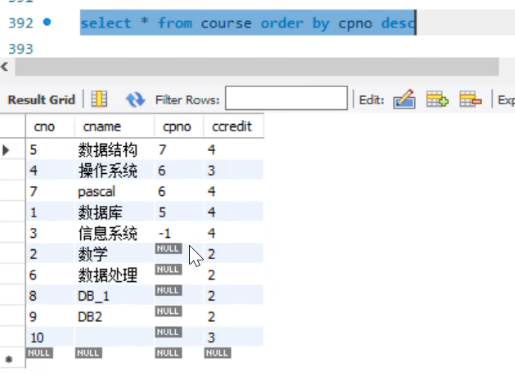 392 select * from course order by cpno desc
393
Result Grid Filter Rows: Edit: Exp
cno cname cpno ccredit
5 数据结构 7 4
4 操作系统 6 3
7 pascal 6 4
1 数据库 5 4
3 信息系统 -1 4
2 数学 NULL 2
6 数据处理 NULL 2
8 DB_1 NULL 2
9 DB2 NULL 2
10 NULL 3
NULL NULL NULL NULL